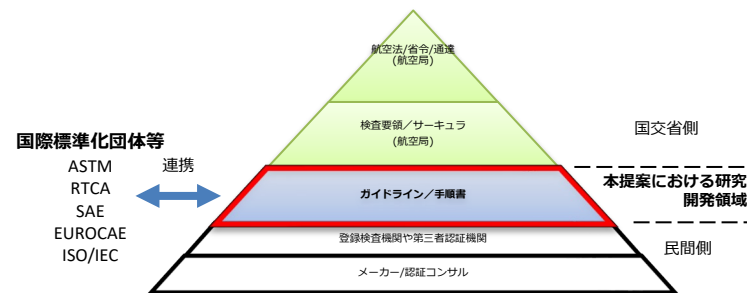 航空法/省令/通達
(航空局)
検査要領／サーキュラ
(航空局)
国交省側
国際標準化団体等
ASTM
RTCA
SAE
EUROCAE
ISO/IEC
連携
ガイドライン／手順書
本提案における研究
開発領域
登録検査機関や第三者認証機関
民間側
メーカー/認証コンサル